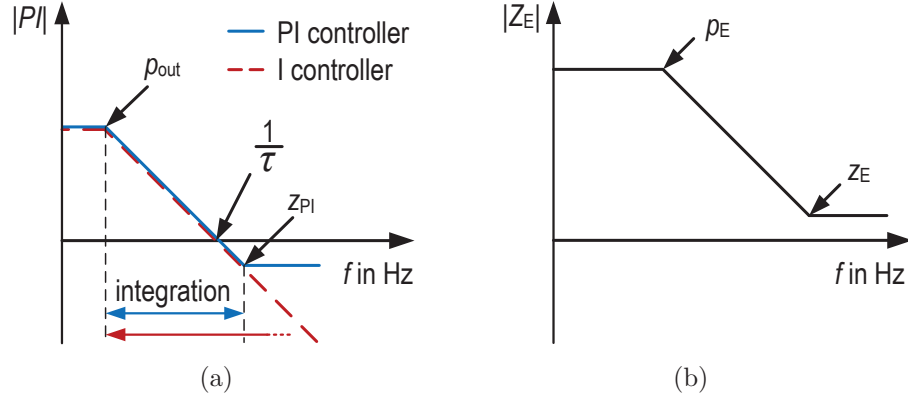 |PI|
PI controller
I controller
p_out
1/τ
z_PI
f in Hz
integration
(a)
|Z_E|
p_E
z_E
f in Hz
(b)